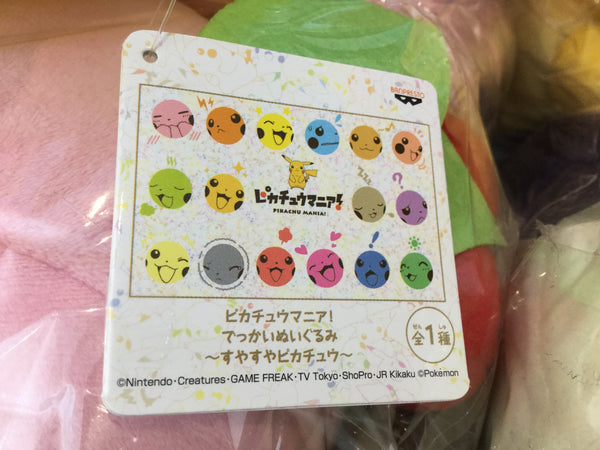 BANPRESTO
ピカチュウマニア!
PIKACHU MANIA!
ピカチュウマニア!
でっかいぬいぐるみ
~すやすやピカチュウ~
ぜん しゅ
全1種
©Nintendo・Creatures・GAME FREAK・TV Tokyo・ShoPro・JR Kikaku ©Pokémon